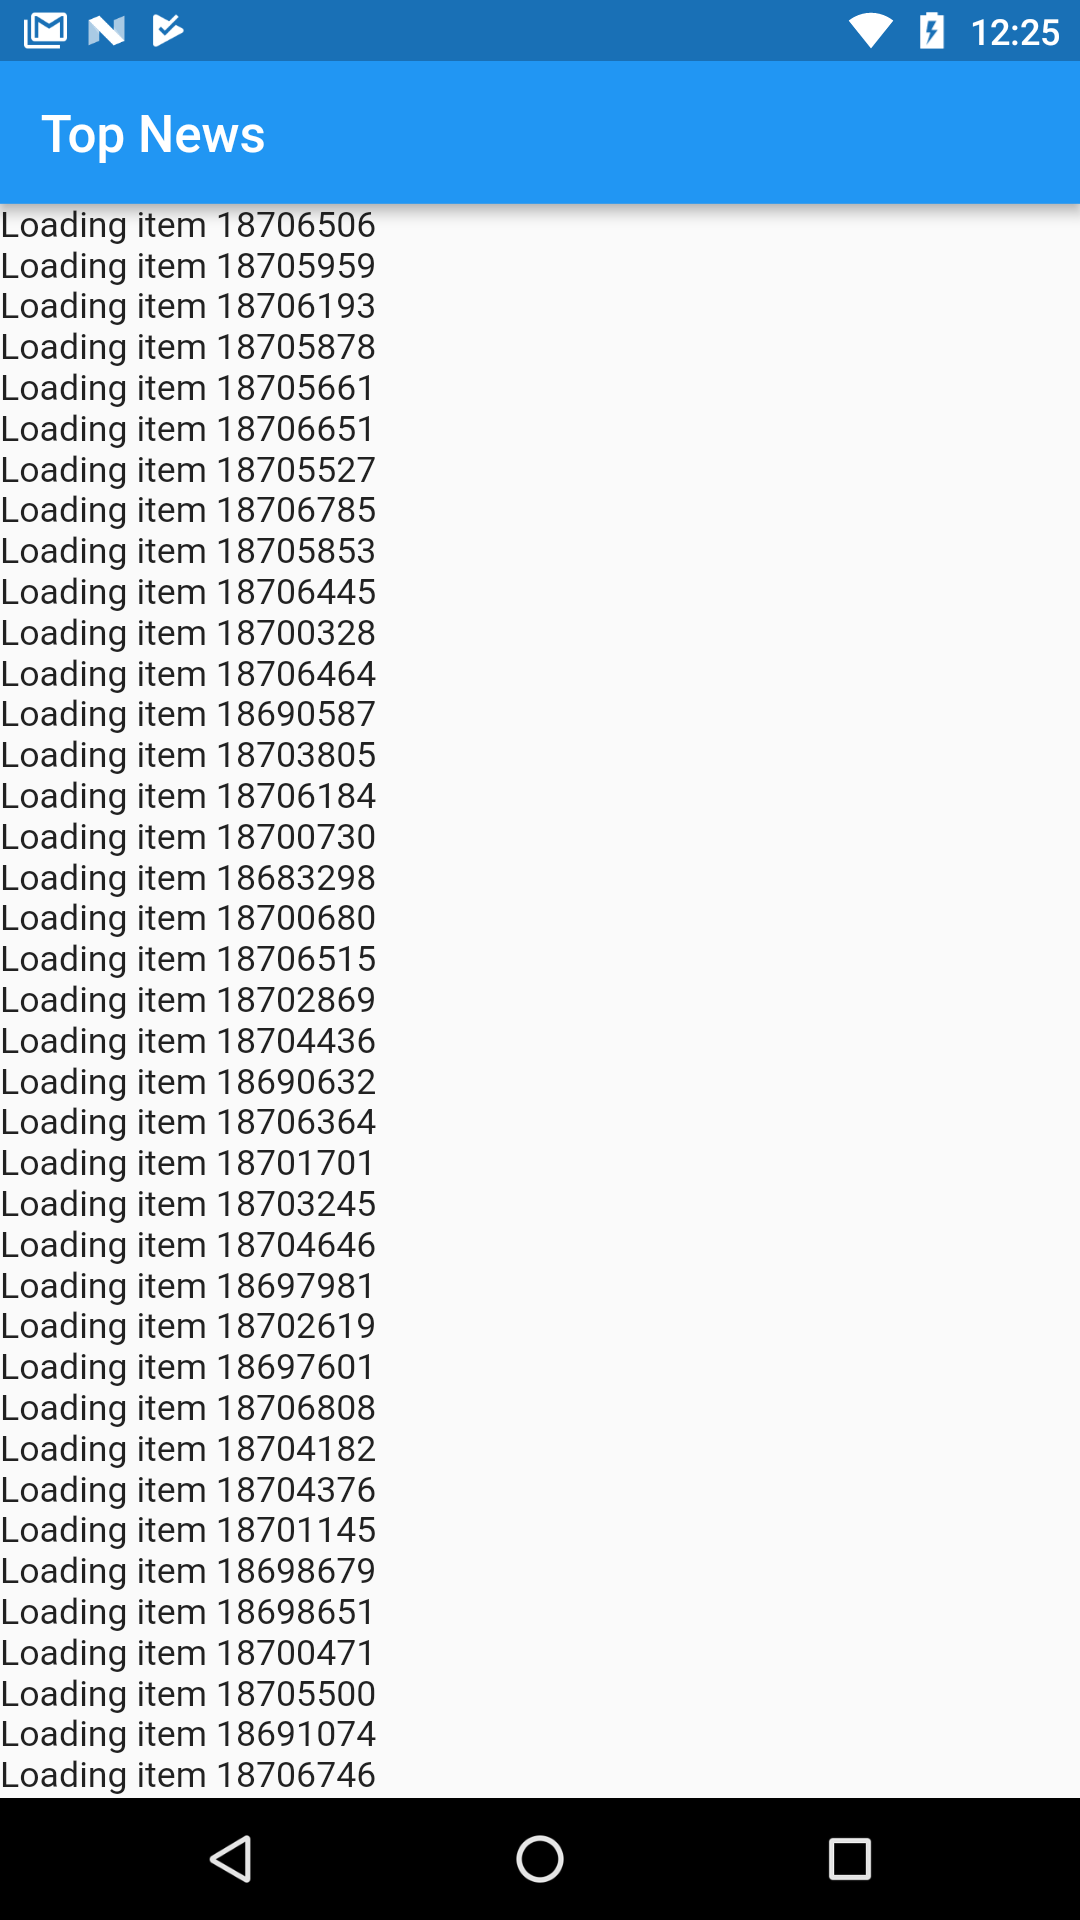 12:25
Top News
Loading item 18706506
Loading item 18705959
Loading item 18706193
Loading item 18705878
Loading item 18705661
Loading item 18706651
Loading item 18705527
Loading item 18706785
Loading item 18705853
Loading item 18706445
Loading item 18700328
Loading item 18706464
Loading item 18690587
Loading item 18703805
Loading item 18706184
Loading item 18700730
Loading item 18683298
Loading item 18700680
Loading item 18706515
Loading item 18702869
Loading item 18704436
Loading item 18690632
Loading item 18706364
Loading item 18701701
Loading item 18703245
Loading item 18704646
Loading item 18697981
Loading item 18702619
Loading item 18697601
Loading item 18706808
Loading item 18704182
Loading item 18704376
Loading item 18701145
Loading item 18698679
Loading item 18698651
Loading item 18700471
Loading item 18705500
Loading item 18691074
Loading item 18706746